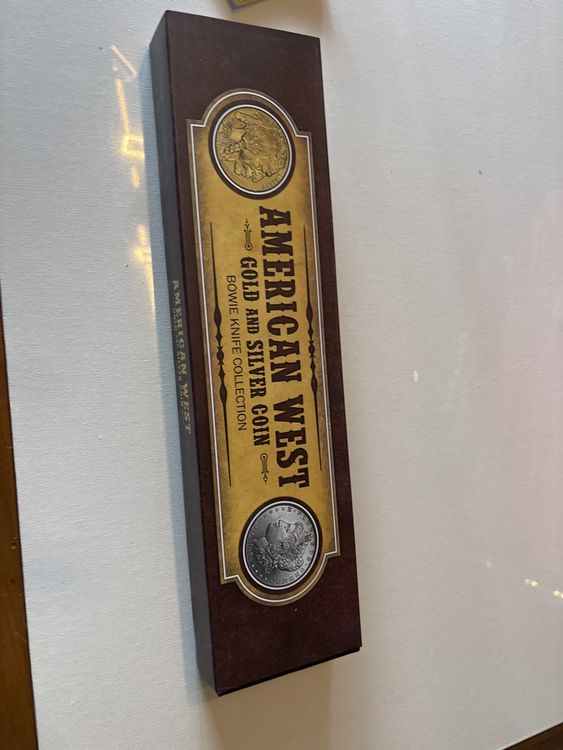 AMERICAN WEST
GOLD AND SILVER COIN
BOWIE KNIFE COLLECTION
AMERICAN WEST